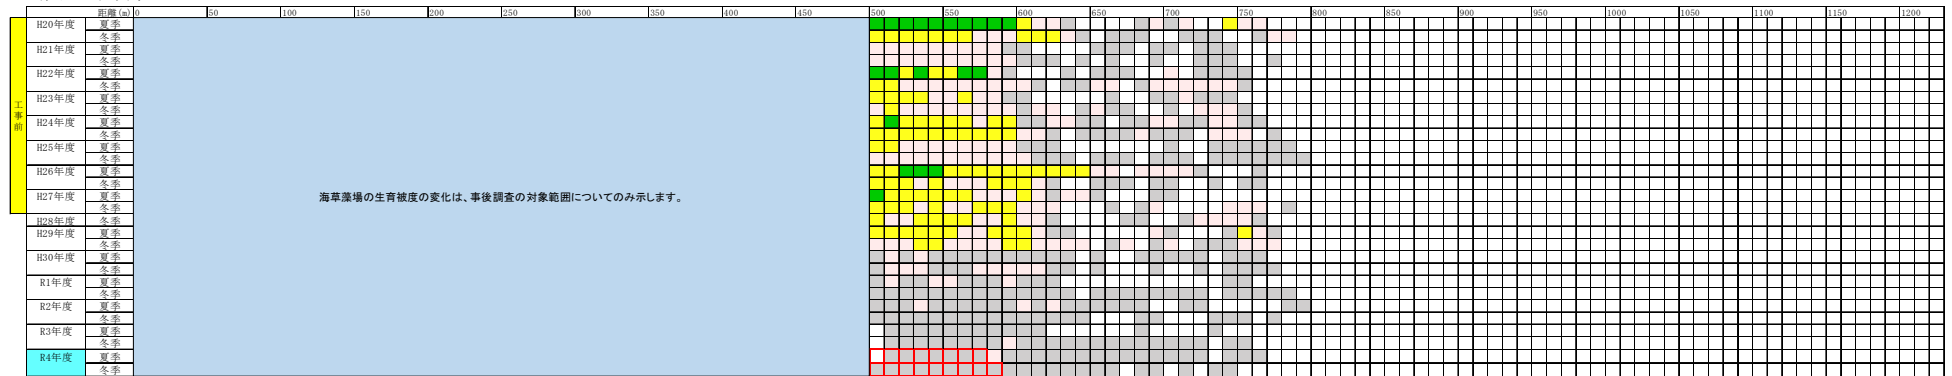 距離(m) 0 50 100 150 200 250 300 350 400 450 500 550 600 650 700 750 800 850 900 950 1000 1050 1100 1150 1200
工事前
H20年度 夏季
冬季
H21年度 夏季
冬季
H22年度 夏季
冬季
H23年度 夏季
冬季
H24年度 夏季
冬季
H25年度 夏季
冬季
H26年度 夏季
冬季
海草藻場の生育被度の変化は、事後調査の対象範囲についてのみ示します。
H27年度 夏季
冬季
H28年度 冬季
H29年度 夏季
冬季
H30年度 夏季
冬季
R1年度 夏季
冬季
R2年度 夏季
冬季
R3年度 夏季
冬季
R4年度 夏季
冬季